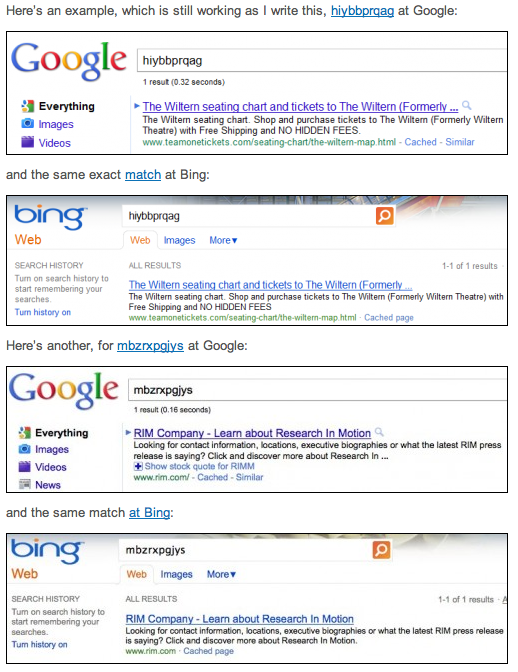 Here's an example, which is still working as I write this, hiybbprqag at Google:
Google
hiybbprqag
1 result (0.32 seconds)
Everything
Images
Videos
The Wiltern seating chart and tickets to The Wiltern (Formerly ...
The Wiltern seating chart. Shop and purchase tickets to The Wiltern (Formerly Wiltern
Theatre) with Free Shipping and NO HIDDEN FEES.
www.teamonetickets.com/seating-chart/the-wiltern-map.html - Cached - Similar
and the same exact match at Bing:
bing
hiybbprqag
Web
Web Images More▾
SEARCH HISTORY
Turn on search history to
start remembering your
searches.
Turn history on
ALL RESULTS 1-1 of 1 results ·
The Wiltern seating chart and tickets to The Wiltern (Formerly ...
The Wiltern seating chart. Shop and purchase tickets to The Wiltern (Formerly Wiltern Theatre) with
Free Shipping and NO HIDDEN FEES
www.teamonetickets.com/seating-chart/the-wiltern-map.html · Cached page
Here's another, for mbzrxpgjys at Google:
Google
mbzrxpgjys
1 result (0.16 seconds)
Everything
Images
Videos
News
RIM Company - Learn about Research In Motion
Looking for contact information, locations, executive biographies or what the latest RIM press
release is saying? Click and discover more about Research In ...
Show stock quote for RIMM
www.rim.com/ - Cached - Similar
and the same match at Bing:
bing
mbzrxpgjys
Web
Web Images More▾
SEARCH HISTORY
Turn on search history to
start remembering your
searches.
Turn history on
ALL RESULTS 1-1 of 1 results · A
RIM Company - Learn about Research In Motion
Looking for contact information, locations, executive biographies or what the latest RIM press release
is saying? Click and discover more about Research In Motion.
www.rim.com · Cached page